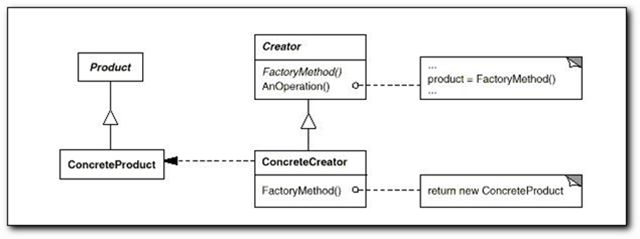 Product
ConcreteProduct
Creator
FactoryMethod()
AnOperation()
...
product = FactoryMethod()
...
ConcreteCreator
FactoryMethod()
return new ConcreteProduct